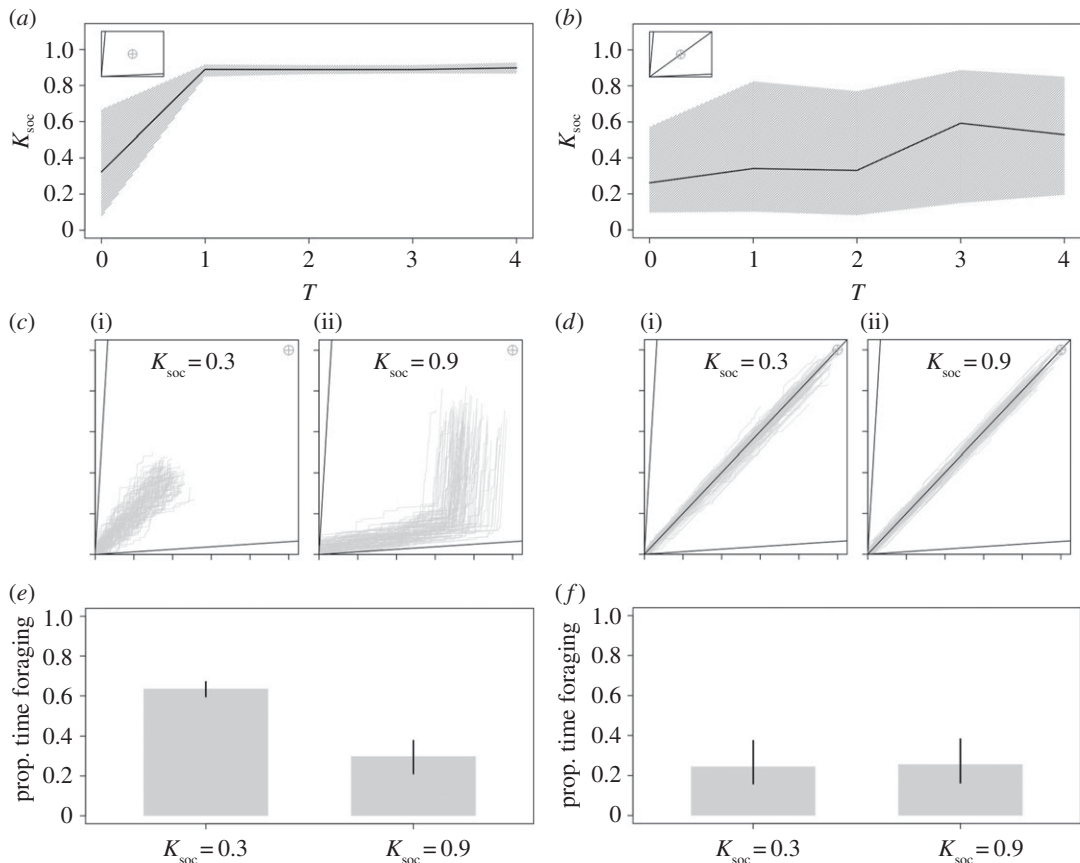 (a)
(b)
1.0
0.8
0.6
0.4
0.2
0
K_soc
0
1
2
3
4
T
1.0
0.8
0.6
0.4
0.2
0
K_soc
0
1
2
3
4
T
(c)
(i)
K_soc = 0.3
(ii)
K_soc = 0.9
(d)
(i)
K_soc = 0.3
(ii)
K_soc = 0.9
(e)
prop. time foraging
1.0
0.8
0.6
0.4
0.2
0
K_soc = 0.3
K_soc = 0.9
(f)
prop. time foraging
1.0
0.8
0.6
0.4
0.2
0
K_soc = 0.3
K_soc = 0.9